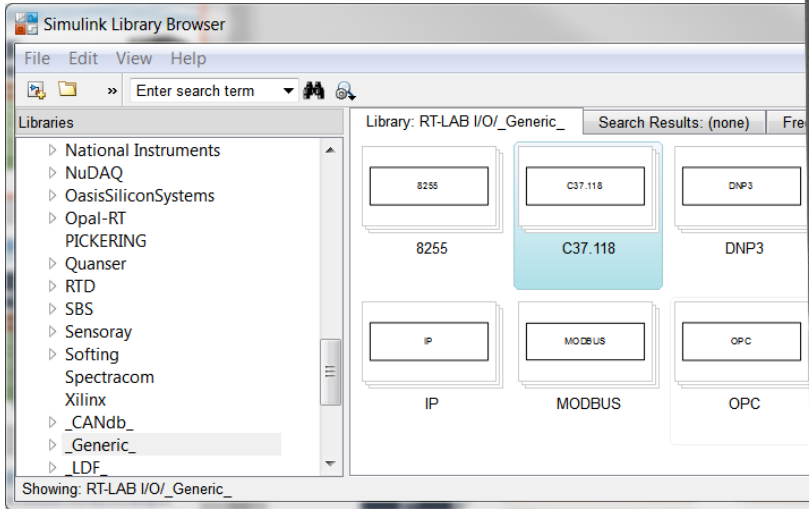 Simulink Library Browser
File Edit View Help
» Enter search term
Libraries
National Instruments
NuDAQ
OasisSiliconSystems
Opal-RT
PICKERING
Quanser
RTD
SBS
Sensoray
Softing
Spectracom
Xilinx
_CANdb_
_Generic_
_LDF_
Library: RT-LAB I/O/_Generic_ Search Results: (none) Fre
8255 C37.118 DNP3
8255 C37.118 DNP3
IP MODBUS OPC
IP MODBUS OPC
Showing: RT-LAB I/O/_Generic_